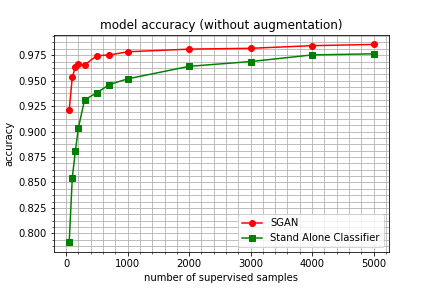 model accuracy (without augmentation)
accuracy
0.975
0.950
0.925
0.900
0.875
0.850
0.825
0.800
SGAN
Stand Alone Classifier
0
1000
2000
3000
4000
5000
number of supervised samples